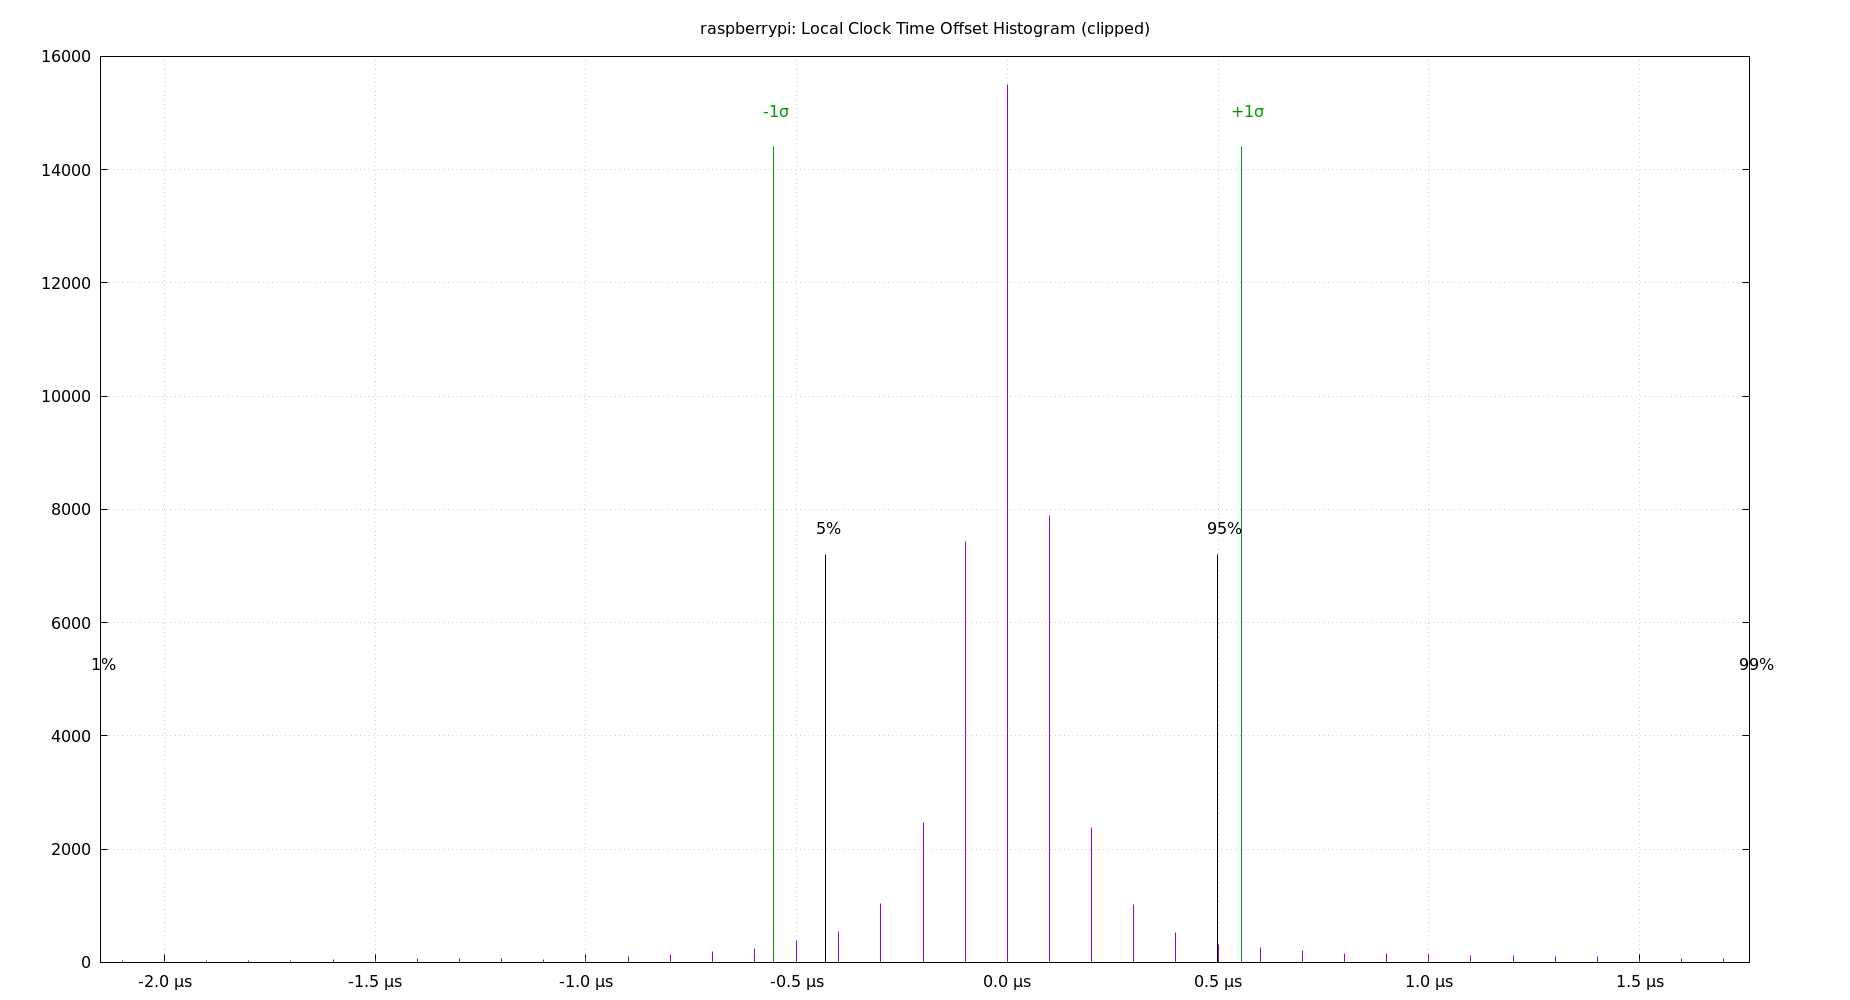 raspberrypi: Local Clock Time Offset Histogram (clipped)
16000
-1σ
+1σ
14000
12000
10000
8000
5%
95%
6000
1%
99%
4000
2000
0
-2.0 μs
-1.5 μs
-1.0 μs
-0.5 μs
0.0 μs
0.5 μs
1.0 μs
1.5 μs